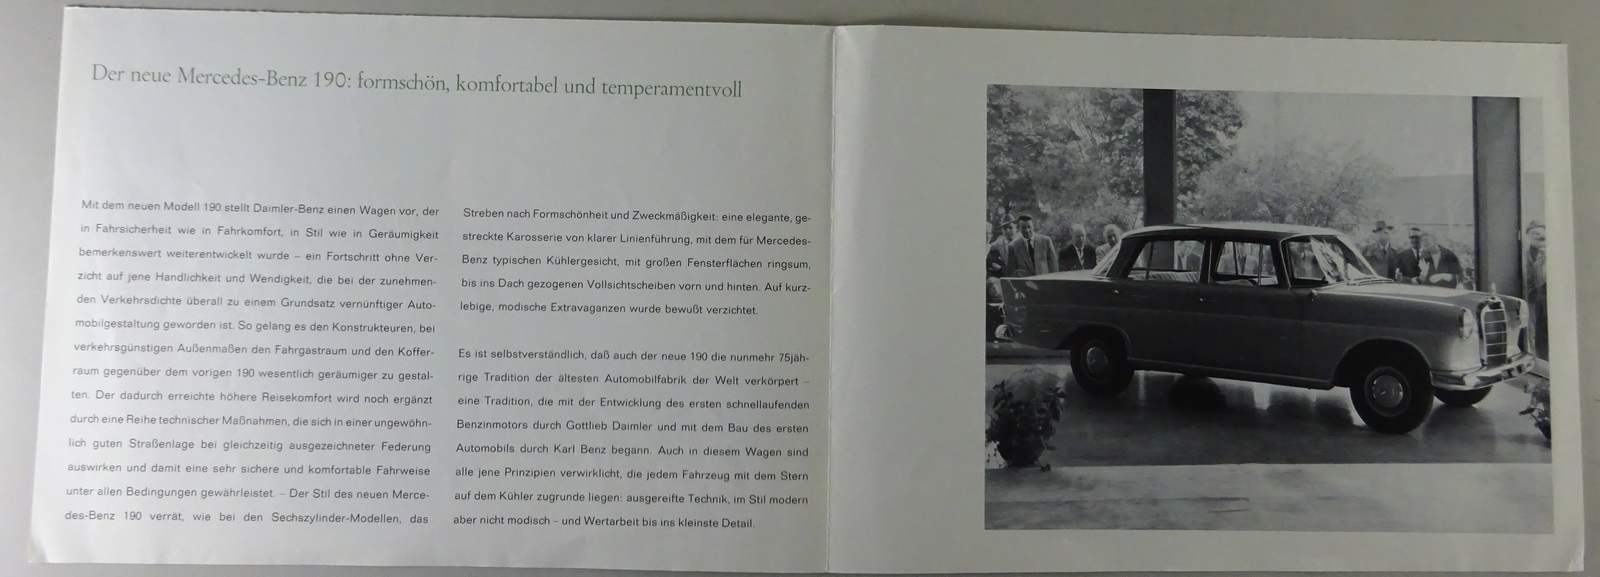 Der neue Mercedes-Benz 190: formschön, komfortabel und temperamentvoll
Mit dem neuen Modell 190 stellt Daimler-Benz einen Wagen vor, der
in Fahrsicherheit wie in Fahrkomfort, in Stil wie in Geräumigkeit
bemerkenswert weiterentwickelt wurde – ein Fortschritt ohne Ver-
zicht auf jene Handlichkeit und Wendigkeit, die bei der zunehmen-
den Verkehrsdichte überall zu einem Grundsatz vernünftiger Auto-
mobilgestaltung geworden ist. So gelang es den Konstrukteuren, bei
verkehrsgünstigen Außenmaßen den Fahrgastraum und den Koffer-
raum gegenüber dem vorigen 190 wesentlich geräumiger zu gestal-
ten. Der dadurch erreichte höhere Reisekomfort wird noch ergänzt
durch eine Reihe technischer Maßnahmen, die sich in einer ungewöhn-
lich guten Straßenlage bei gleichzeitig ausgezeichneter Federung
auswirken und damit eine sehr sichere und komfortable Fahrweise
unter allen Bedingungen gewährleistet. – Der Stil des neuen Merce-
des-Benz 190 verrät, wie bei den Sechszylinder-Modellen, das
Streben nach Formschönheit und Zweckmäßigkeit: eine elegante, ge-
streckte Karosserie von klarer Linienführung, mit dem für Mercedes-
Benz typischen Kühlergesicht, mit großen Fensterflächen ringsum,
bis ins Dach gezogenen Vollsichtscheiben vorn und hinten. Auf kurz-
lebige, modische Extravaganzen wurde bewußt verzichtet.
Es ist selbstverständlich, daß auch der neue 190 die nunmehr 75jäh-
rige Tradition der ältesten Automobilfabrik der Welt verkörpert –
eine Tradition, die mit der Entwicklung des ersten schnellaufenden
Benzinmotors durch Gottlieb Daimler und mit dem Bau des ersten
Automobils durch Karl Benz begann. Auch in diesem Wagen sind
alle jene Prinzipien verwirklicht, die jedem Fahrzeug mit dem Stern
auf dem Kühler zugrunde liegen: ausgereifte Technik, im Stil modern
aber nicht modisch – und Wertarbeit bis ins kleinste Detail.